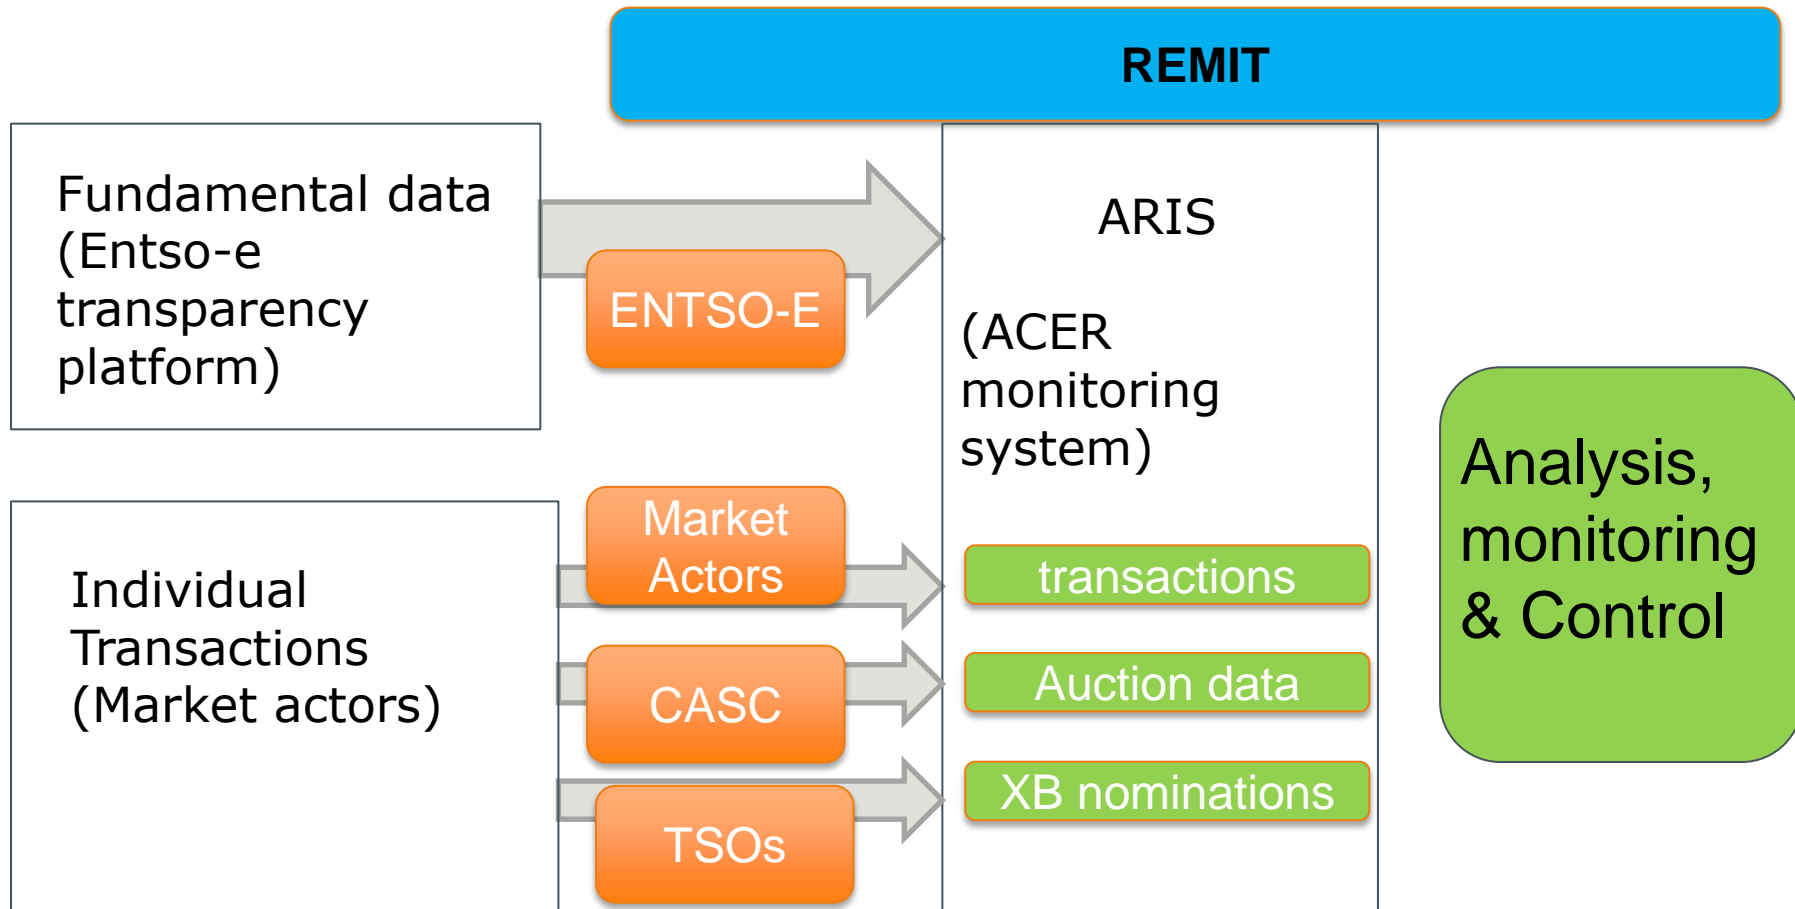 REMIT
Fundamental data
(Entso-e
transparency
platform)
ENTSO-E
ARIS
(ACER
monitoring
system)
Individual
Transactions
(Market actors)
Market
Actors
CASC
TSOs
transactions
Auction data
XB nominations
Analysis,
monitoring
& Control